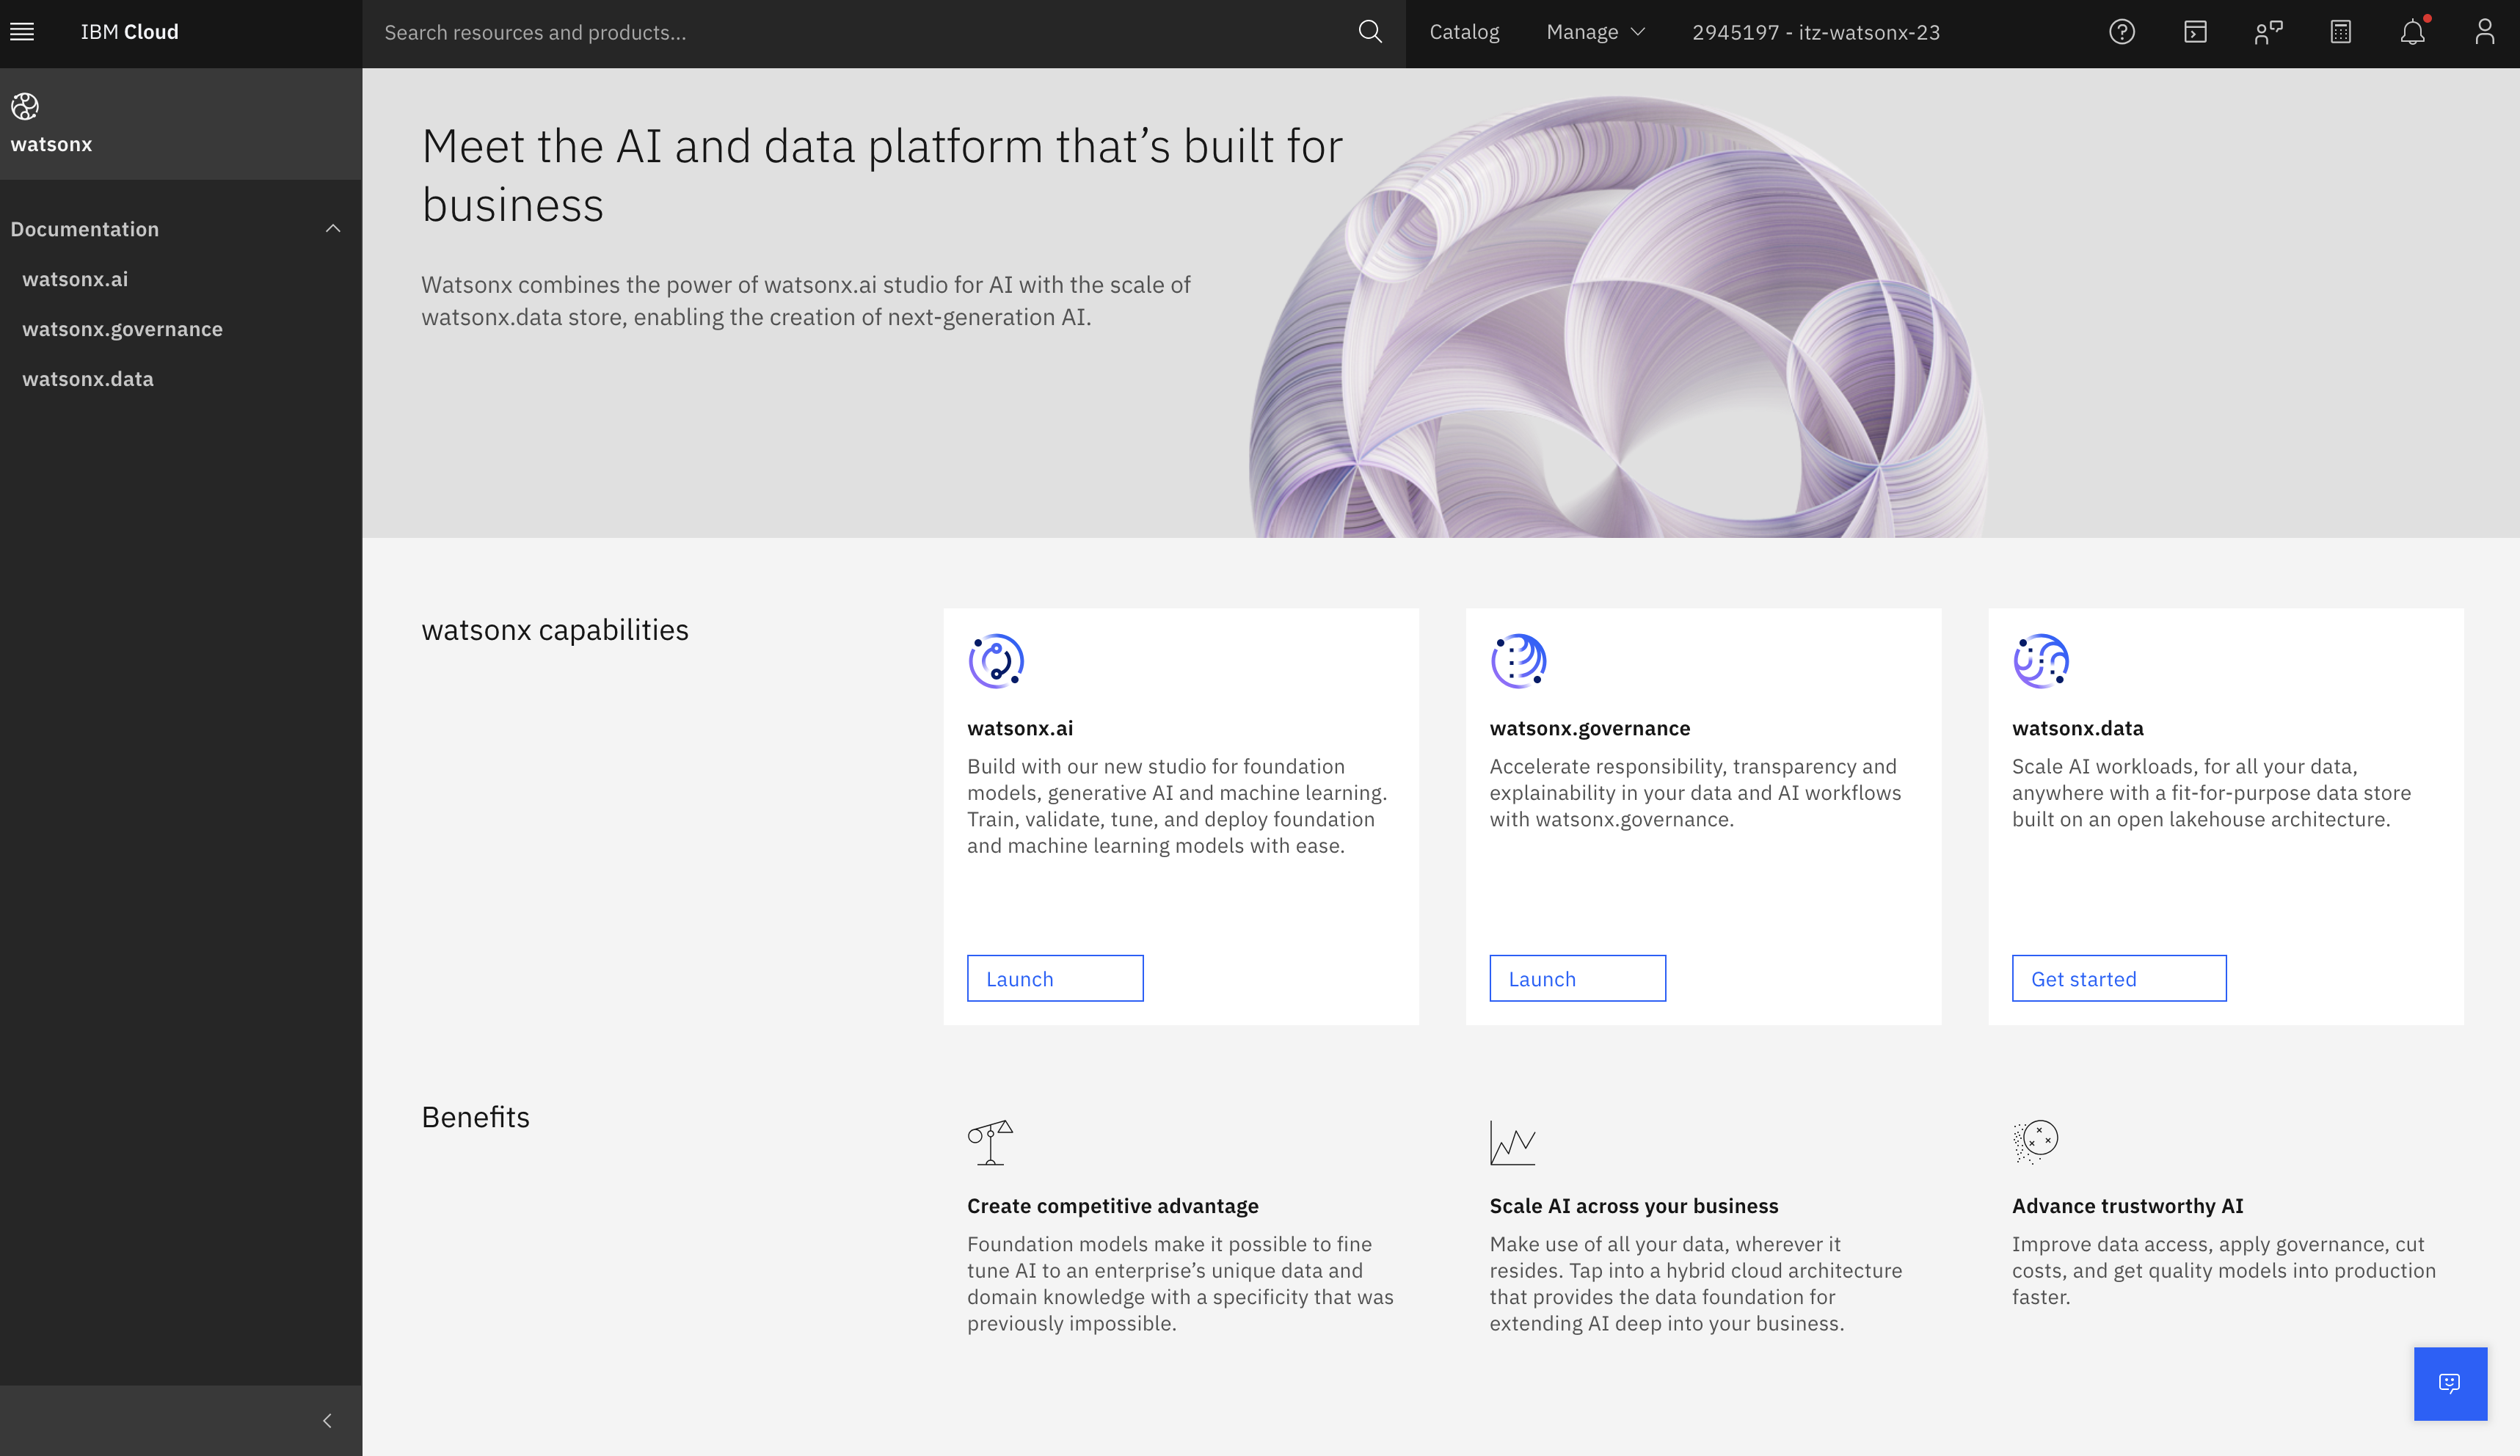 IBM Cloud
Search resources and products...
Catalog
Manage
2945197 - itz-watsonx-23
watsonx
Documentation
watsonx.ai
watsonx.governance
watsonx.data
Meet the AI and data platform that’s built for
business
Watsonx combines the power of watsonx.ai studio for AI with the scale of
watsonx.data store, enabling the creation of next-generation AI.
watsonx capabilities
watsonx.ai
Build with our new studio for foundation
models, generative AI and machine learning.
Train, validate, tune, and deploy foundation
and machine learning models with ease.
Launch
watsonx.governance
Accelerate responsibility, transparency and
explainability in your data and AI workflows
with watsonx.governance.
Launch
watsonx.data
Scale AI workloads, for all your data,
anywhere with a fit-for-purpose data store
built on an open lakehouse architecture.
Get started
Benefits
Create competitive advantage
Foundation models make it possible to fine
tune AI to an enterprise’s unique data and
domain knowledge with a specificity that was
previously impossible.
Scale AI across your business
Make use of all your data, wherever it
resides. Tap into a hybrid cloud architecture
that provides the data foundation for
extending AI deep into your business.
Advance trustworthy AI
Improve data access, apply governance, cut
costs, and get quality models into production
faster.